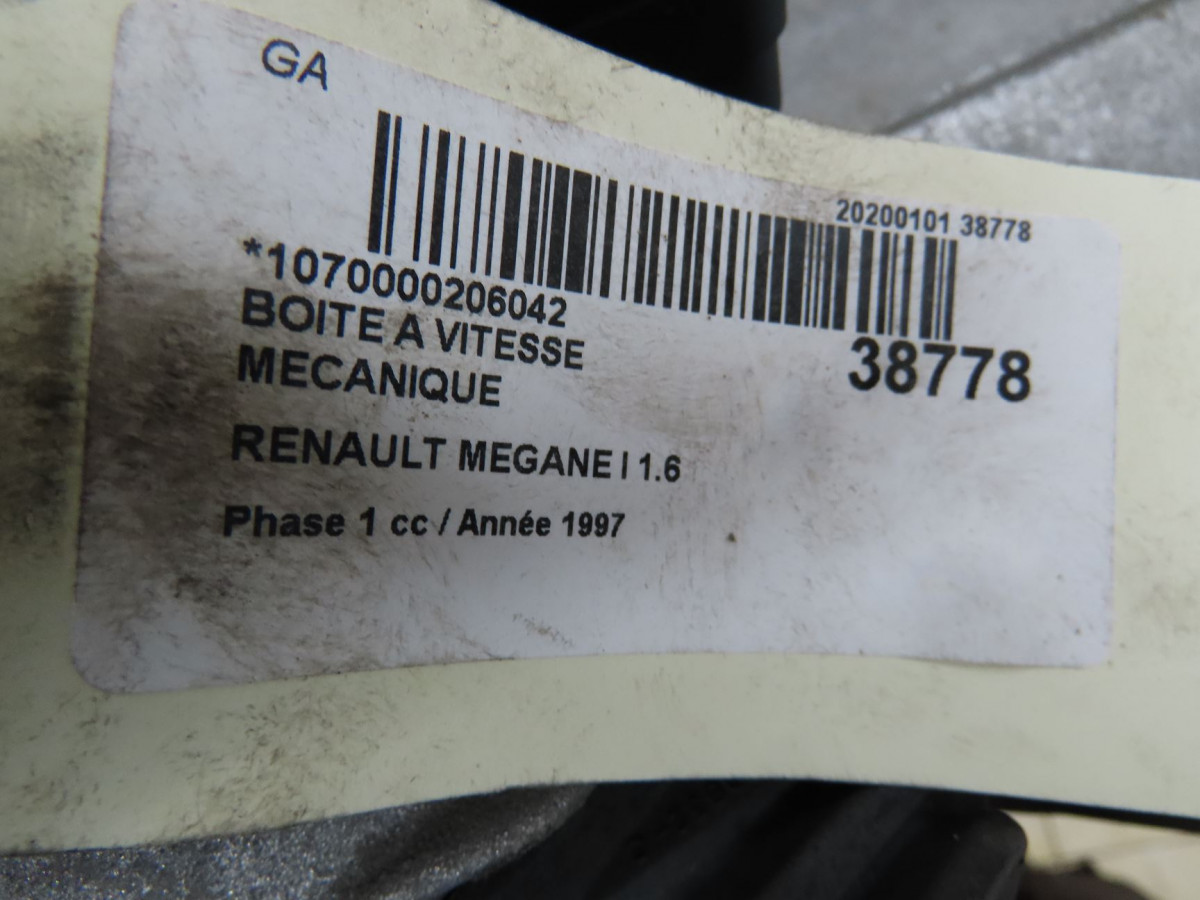 GA
20200101 38778
*1070000206042
38778
BOITE A VITESSE
MECANIQUE
RENAULT MEGANE I 1.6
Phase 1 cc / Année 1997